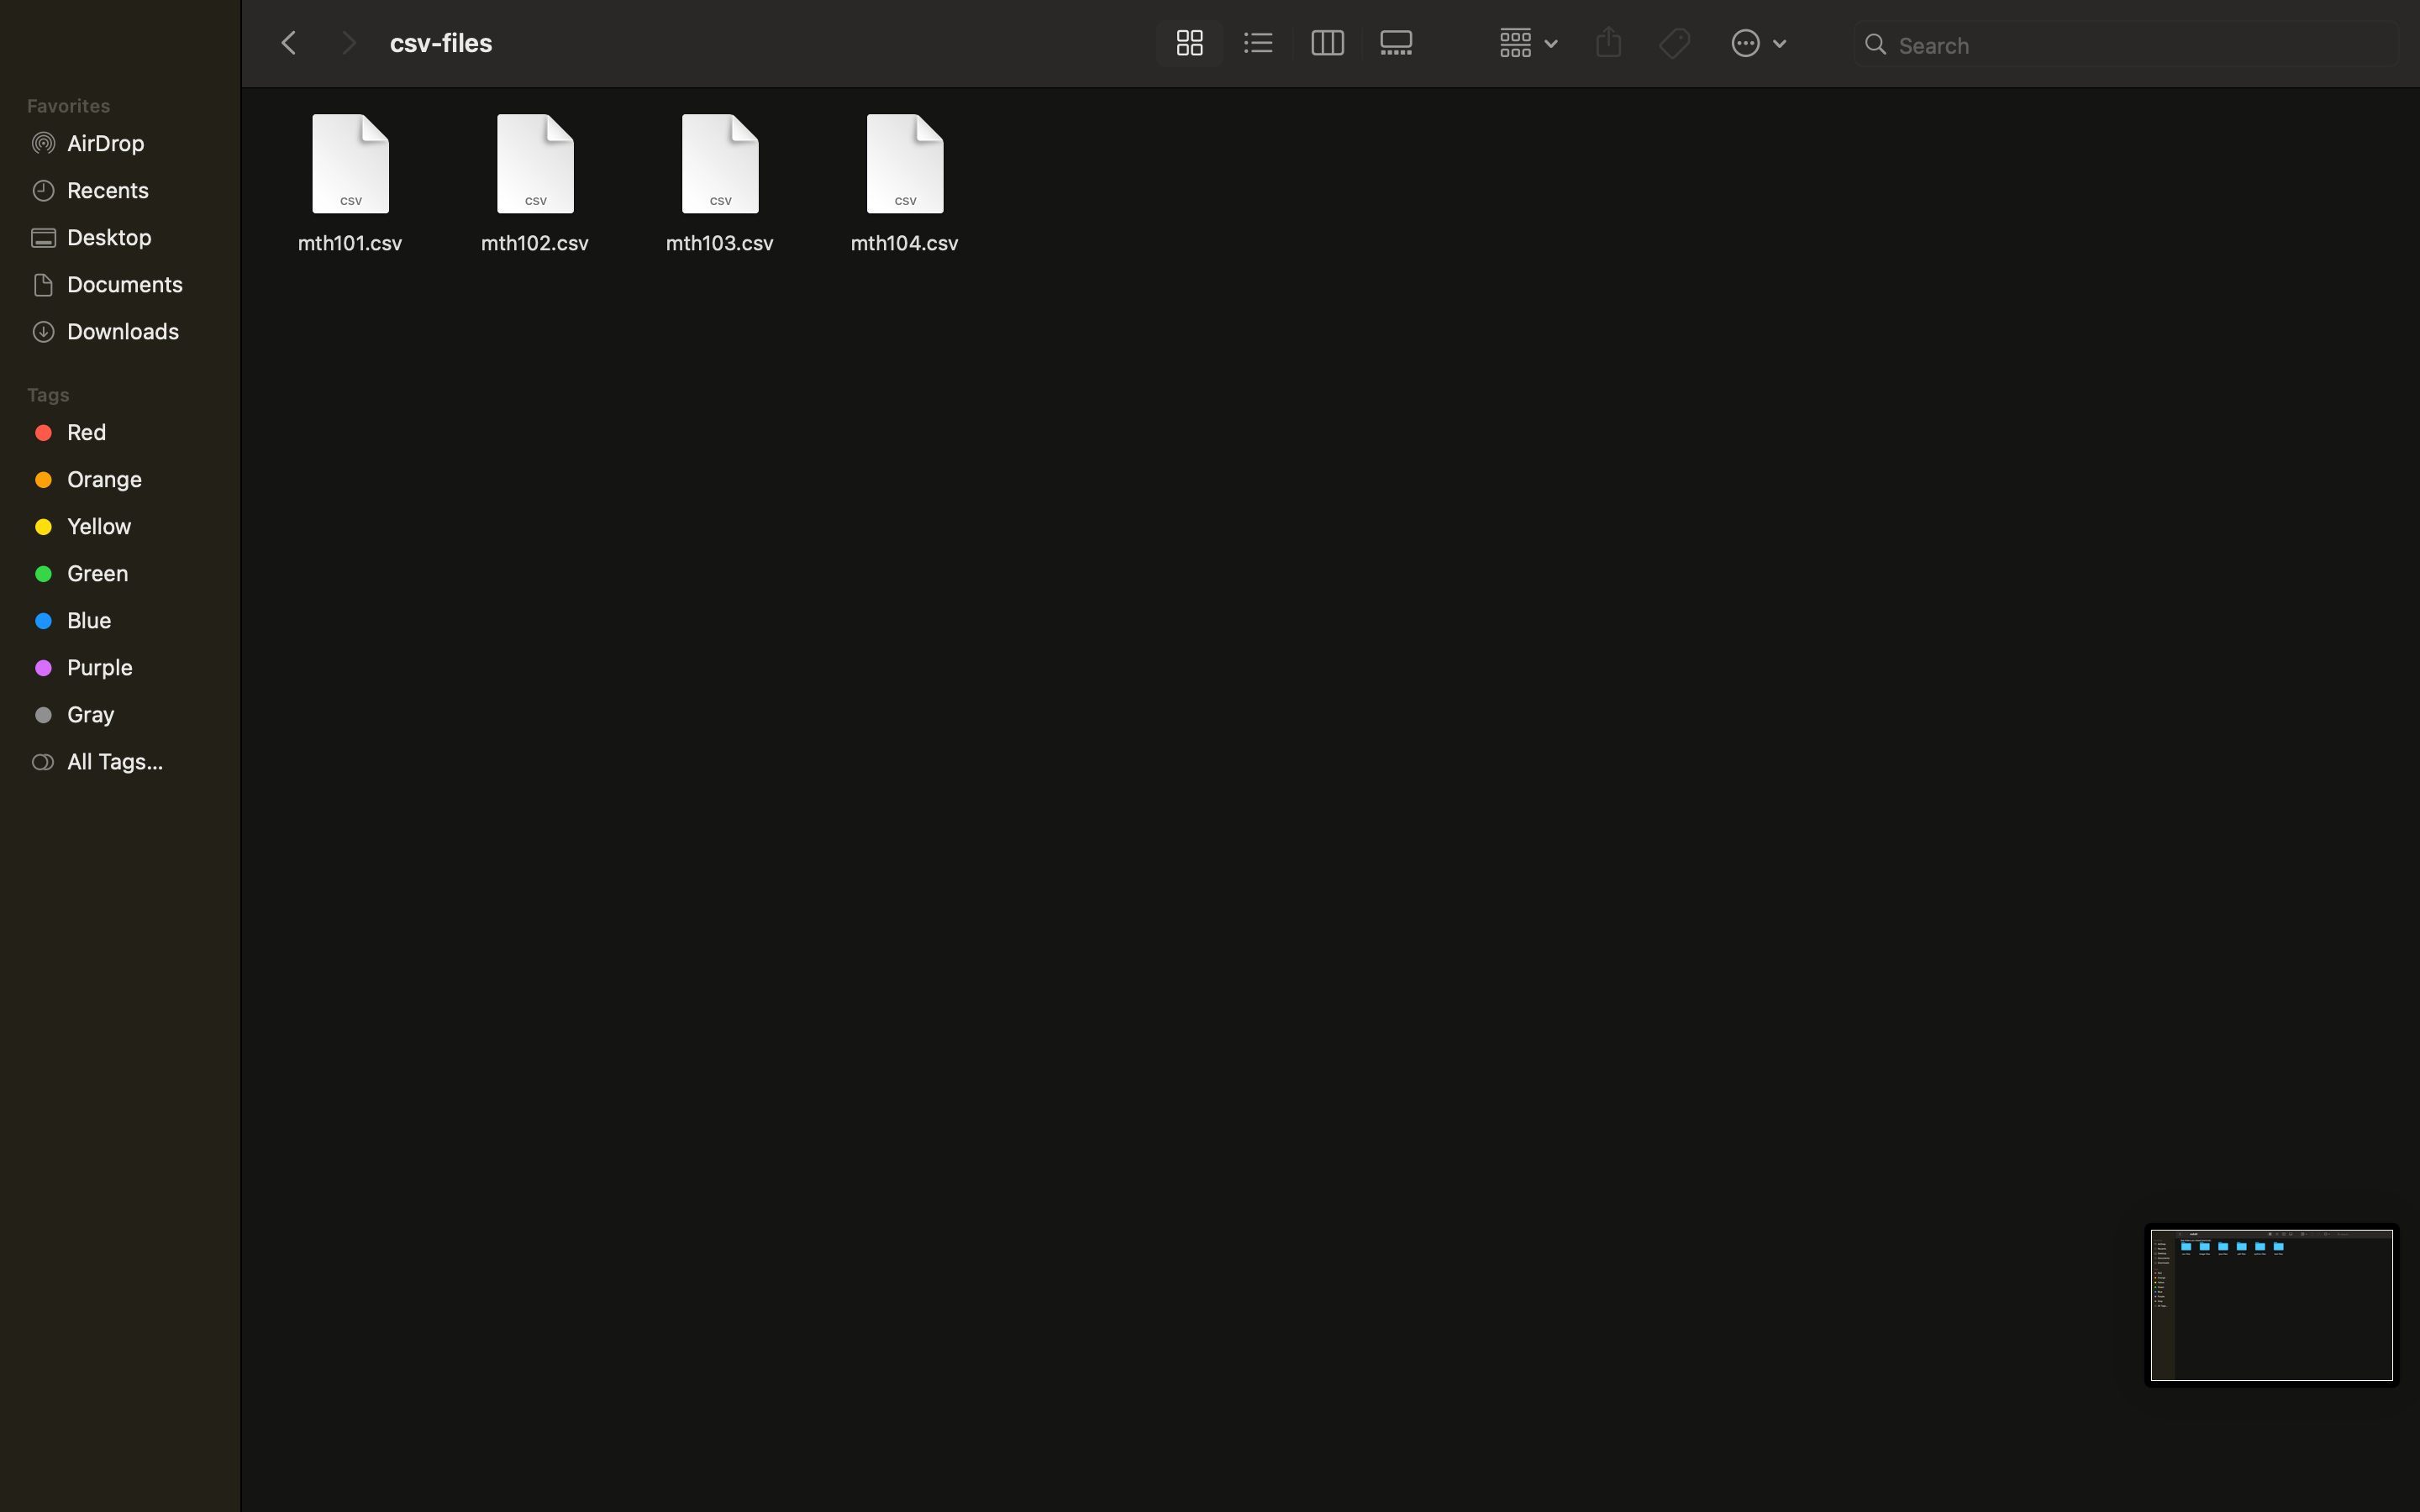 csv-files
Search
Favorites
AirDrop
Recents
Desktop
Documents
Downloads
Tags
Red
Orange
Yellow
Green
Blue
Purple
Gray
All Tags...
CSV
CSV
CSV
CSV
mth101.csv
mth102.csv
mth103.csv
mth104.csv